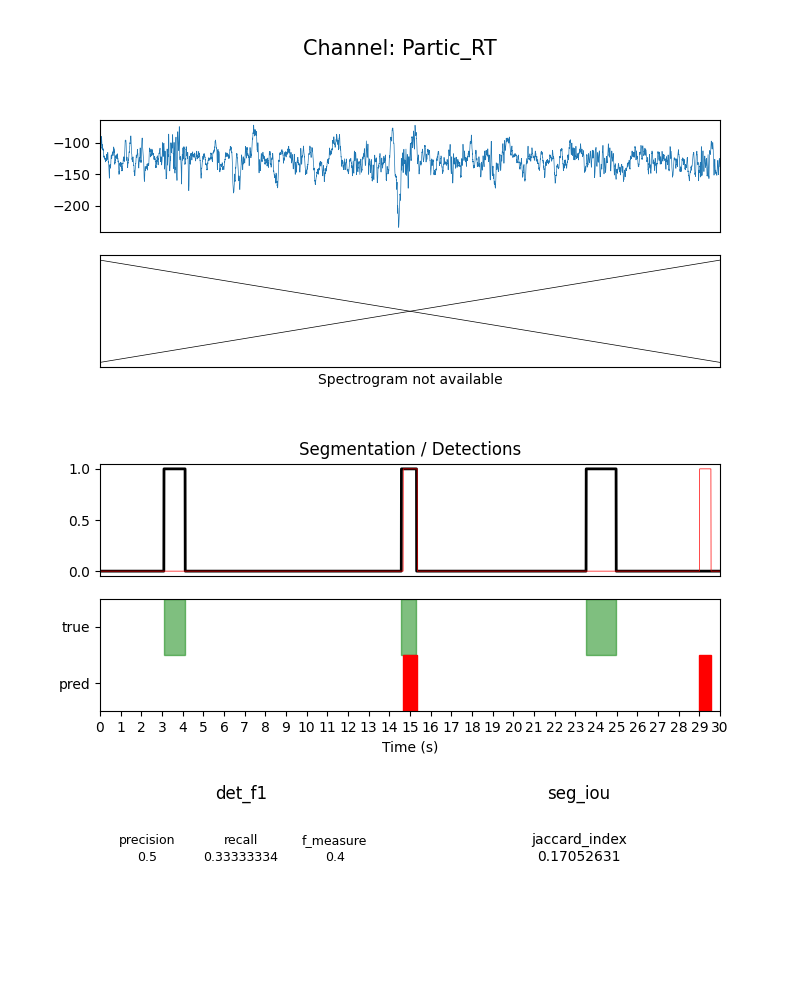 Channel: Partic_RT
−100
−150
−200
Spectrogram not available
Segmentation / Detections
1.0
0.5
0.0
true
pred
0 1 2 3 4 5 6 7 8 9 10 11 12 13 14 15 16 17 18 19 20 21 22 23 24 25 26 27 28 29 30
Time (s)
det_f1 seg_iou
precision recall f_measure jaccard_index
0.5 0.33333334 0.4 0.17052631